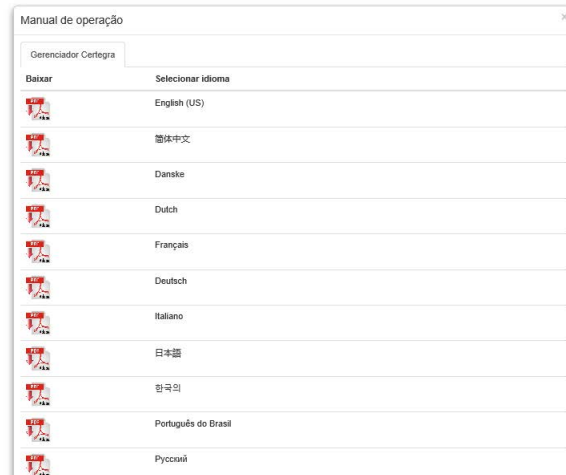 Manual de operação
Gerenciador Certegra
Baixar Selecionar idioma
English (US)
简体中文
Danske
Dutch
Français
Deutsch
Italiano
日本語
한국의
Português do Brasil
Русский